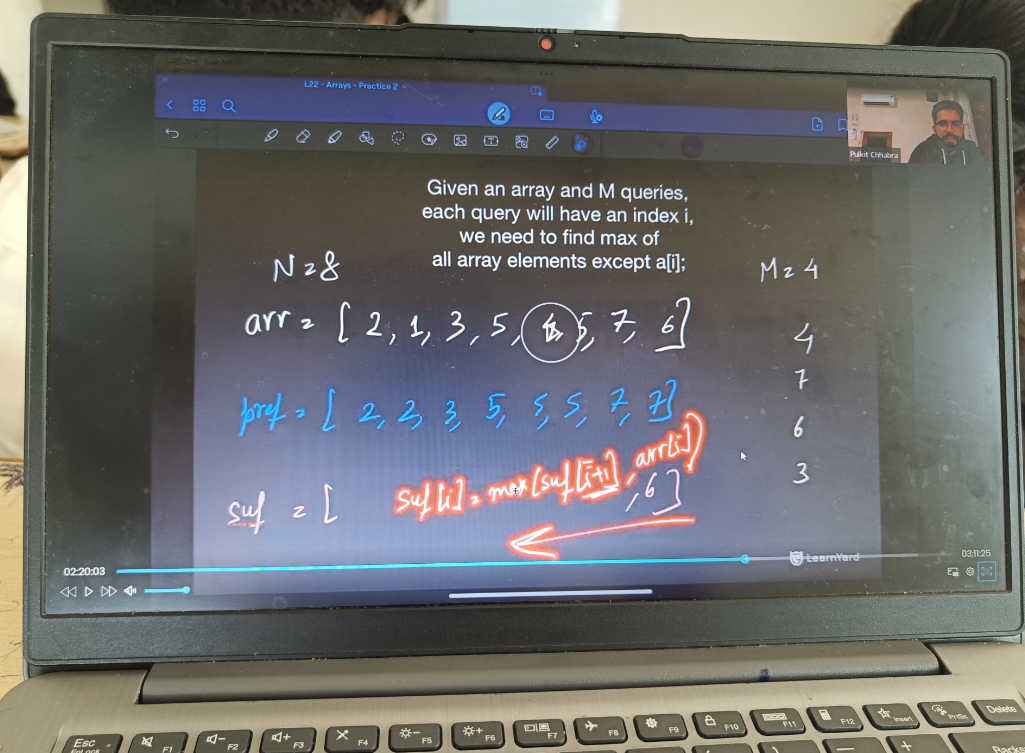 L22 - Arrays - Practice 2
Pulkit Chhabra
Given an array and M queries,
each query will have an index i,
we need to find max of
all array elements except a[i];
N = 8
M = 4
arr = [ 2, 1, 3, 5, 5, 7, 6 ]
4
7
6
3
pref = [ 2, 2, 3, 5, 5, 5, 7, 7 ]
suf[i] = max(suf[i+1], arr[i])
suf = [ , 6 ]
LearnYard
02:20:03
03:11:25
Esc
FnLock
F1
F2
F3
F4
F5
F6
F7
F8
F9
F10
F11
F12
Insert
PrtSc
Delete